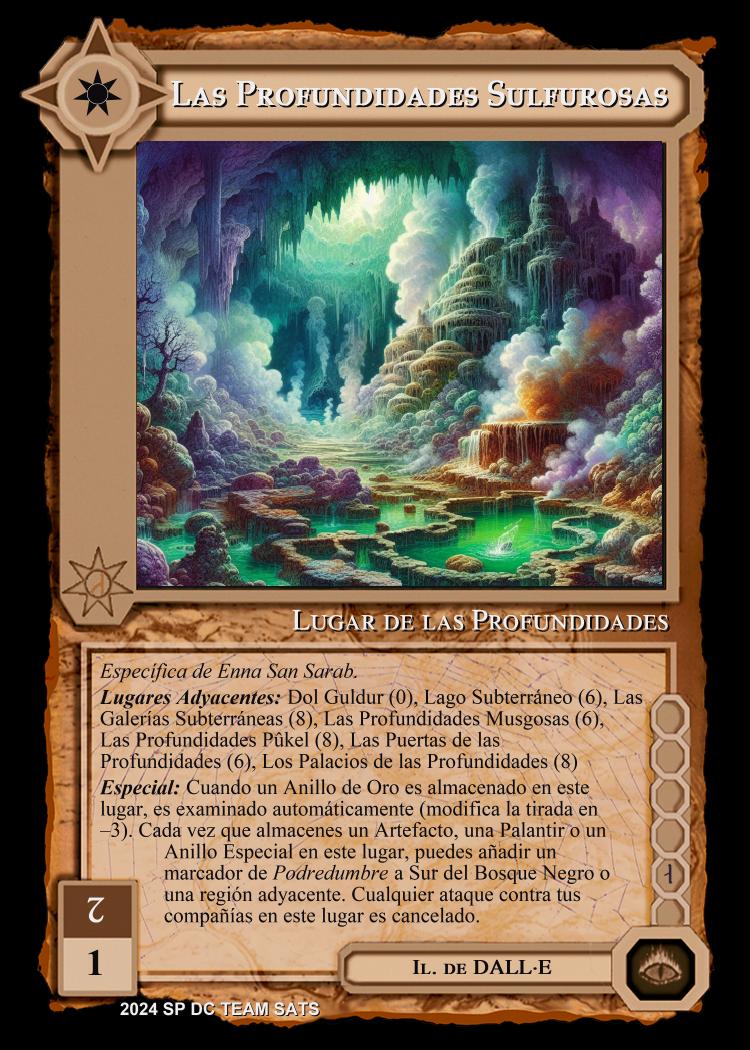 Las Profundidades Sulfurosas
Lugar de las Profundidades
Específica de Enna San Sarab.
Lugares Adyacentes: Dol Guldur (0), Lago Subterráneo (6), Las
Galerías Subterráneas (8), Las Profundidades Musgosas (6),
Las Profundidades Pûkel (8), Las Puertas de las
Profundidades (6), Los Palacios de las Profundidades (8)
Especial: Cuando un Anillo de Oro es almacenado en este
lugar, es examinado automáticamente (modifica la tirada en
–3). Cada vez que almacenes un Artefacto, una Palantir o un
Anillo Especial en este lugar, puedes añadir un
marcador de Podredumbre a Sur del Bosque Negro o
una región adyacente. Cualquier ataque contra tus
compañías en este lugar es cancelado.
1
Il. de DALL·E
2024 SP DC TEAM SATS